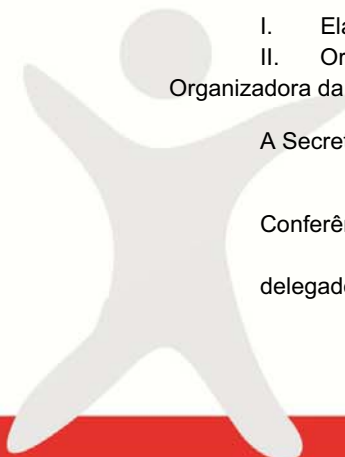 I. Ela
II. Or
Organizadora da
A Secret
Conferên
delegado